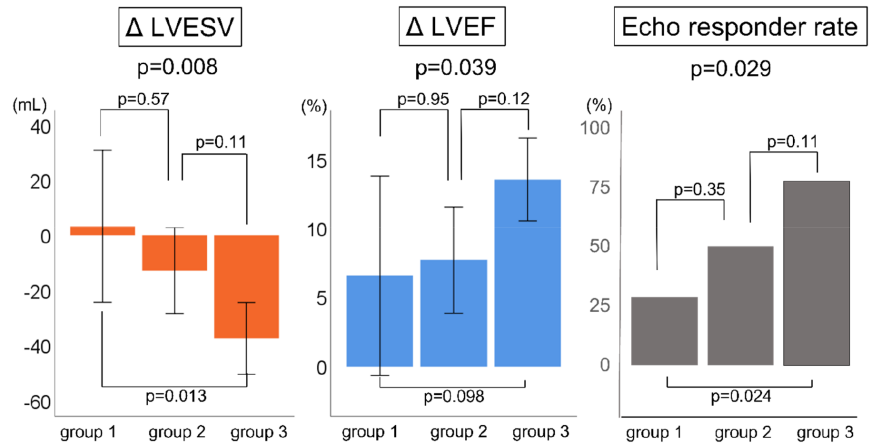 Δ LVESV
p=0.008
(mL)
p=0.57
p=0.11
40
20
0
-20
-40
-60
p=0.013
group 1 group 2 group 3
Δ LVEF
p=0.039
(%)
p=0.95
p=0.12
15
10
5
0
p=0.098
group 1 group 2 group 3
Echo responder rate
p=0.029
(%)
100
p=0.11
p=0.35
75
50
25
0
p=0.024
group 1 group 2 group 3